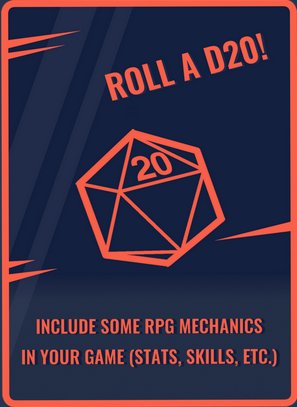 ROLL A D20!
20
INCLUDE SOME RPG MECHANICS
IN YOUR GAME (STATS, SKILLS, ETC.)